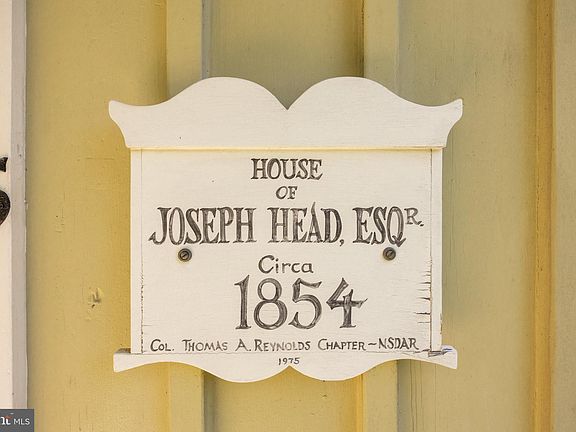 HOUSE
OF
JOSEPH HEAD, ESQR.
Circa
1854
COL. THOMAS A. REYNOLDS CHAPTER ~ NSDAR
1975
MLS